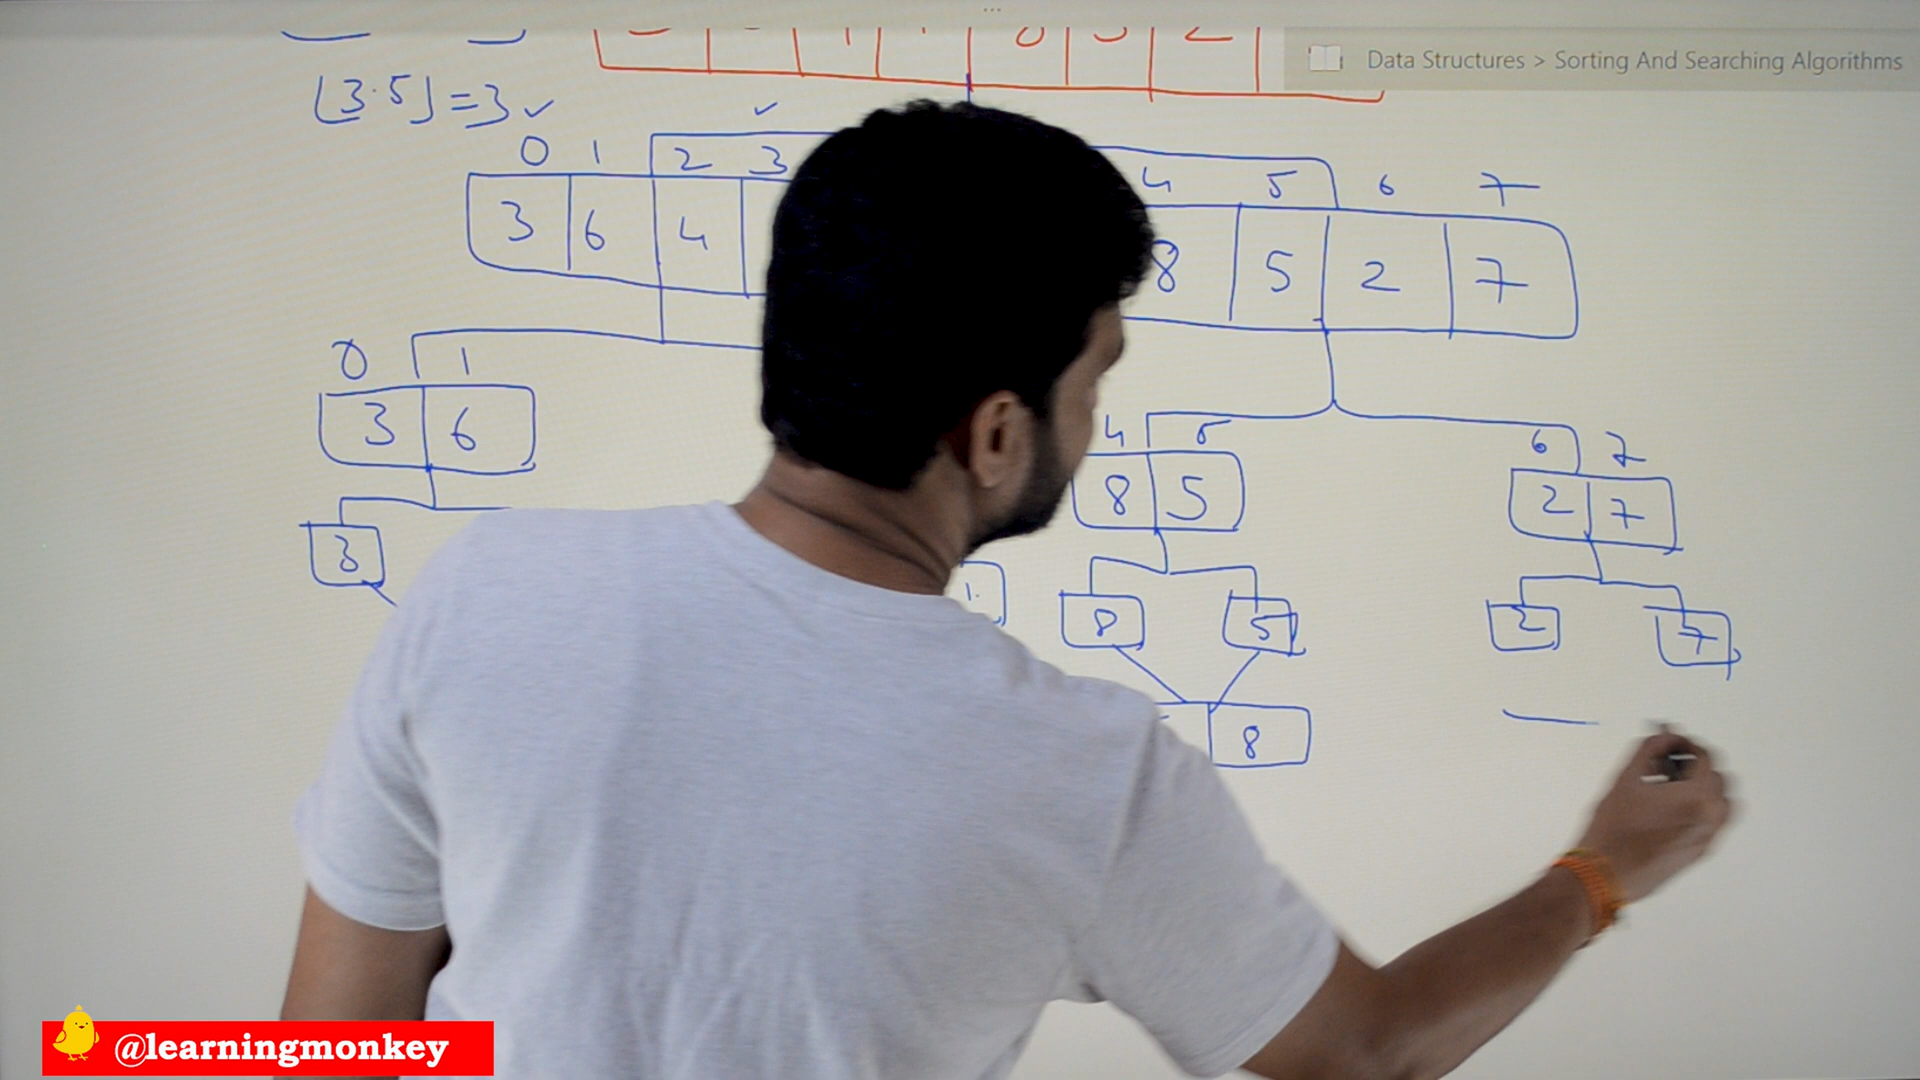 Data Structures > Sorting And Searching Algorithms
⌊3.5⌋ = 3 ✓
✓
0 1 2 3 4 5 6 7
3 6 4 8 5 2 7
0 1 4 5 6 7
3 6 8 5 2 7
3 1 8 5 2 7
8
@learningmonkey